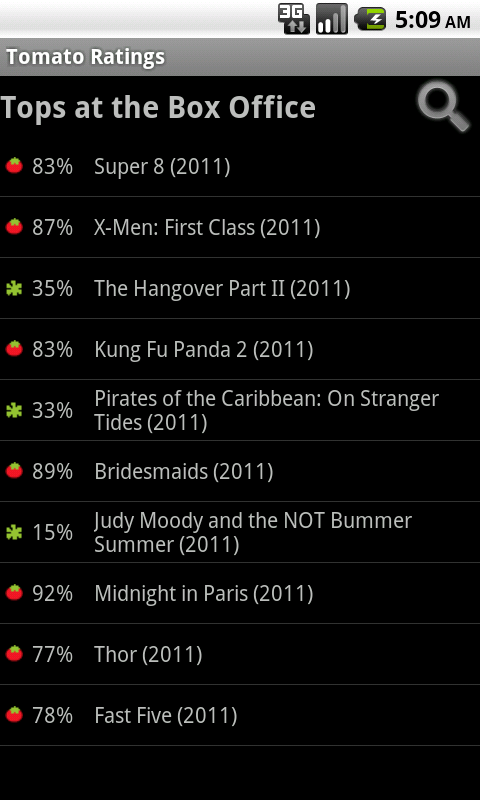 3G 5:09 AM
Tomato Ratings
Tops at the Box Office
83% Super 8 (2011)
87% X-Men: First Class (2011)
35% The Hangover Part II (2011)
83% Kung Fu Panda 2 (2011)
33% Pirates of the Caribbean: On Stranger
Tides (2011)
89% Bridesmaids (2011)
15% Judy Moody and the NOT Bummer
Summer (2011)
92% Midnight in Paris (2011)
77% Thor (2011)
78% Fast Five (2011)